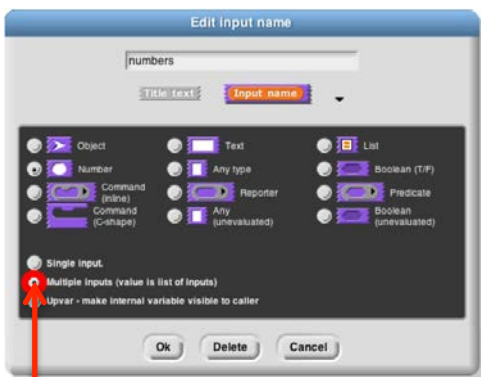 Edit input name
numbers
Title text Input name
Object Text List
Number Any type Boolean (T/F)
Command (inline) Reporter Predicate
Command (C-shape) Any (unevaluated) Boolean (unevaluated)
Single input.
Multiple inputs (value is list of inputs)
Upvar - make internal variable visible to caller
Ok Delete Cancel